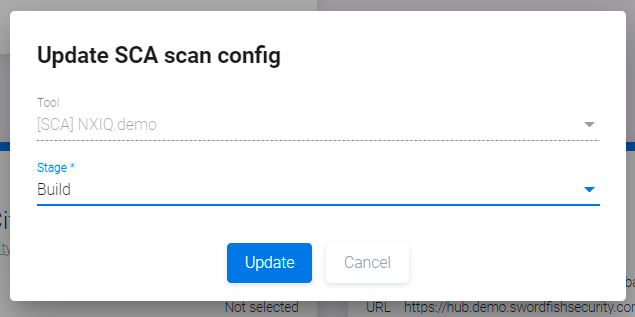 Update SCA scan config
Tool
[SCA] NXIQ.demo
Stage *
Build
Update
Cancel
Not selected
URL https://hub.demo.swordfishsecurity.co